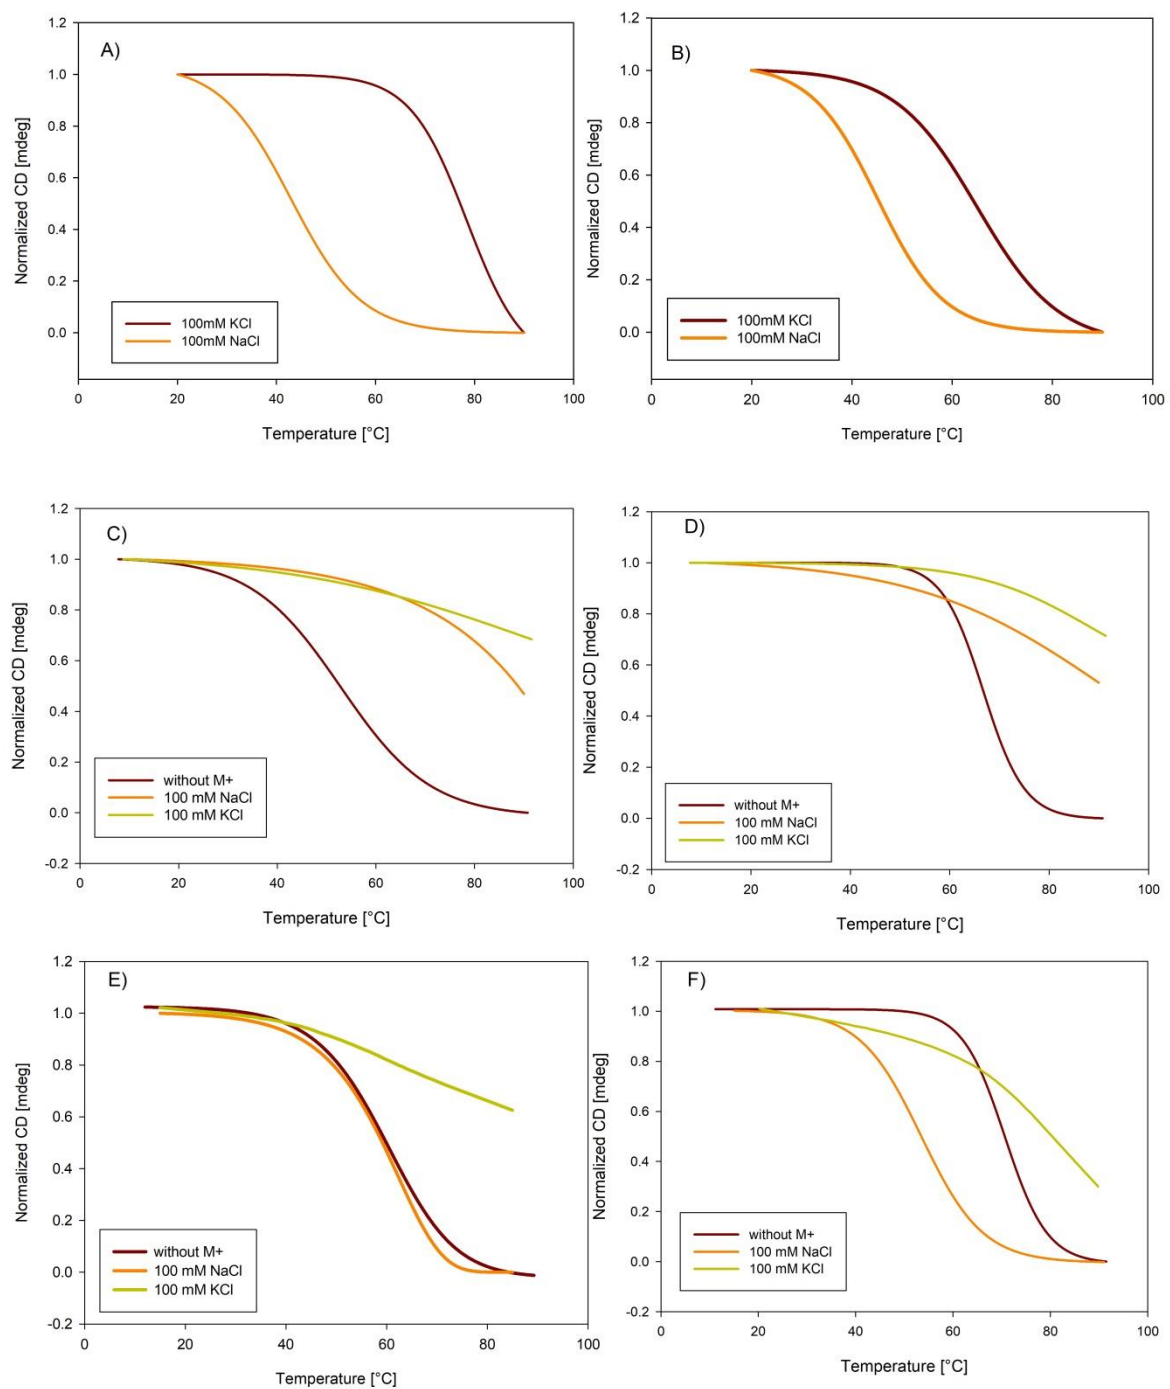 A)
1.2
1.0
0.8
0.6
0.4
0.2
0.0
Normalized CD [mdeg]
100mM KCl
100mM NaCl
0 20 40 60 80 100
Temperature [°C]
B)
1.2
1.0
0.8
0.6
0.4
0.2
0.0
Normalized CD [mdeg]
100mM KCl
100mM NaCl
0 20 40 60 80 100
Temperature [°C]
C)
1.2
1.0
0.8
0.6
0.4
0.2
0.0
-0.2
Normalized CD [mdeg]
without M+
100 mM NaCl
100 mM KCl
0 20 40 60 80 100
Temperature [°C]
D)
1.2
1.0
0.8
0.6
0.4
0.2
0.0
-0.2
Normalized CD [mdeg]
without M+
100 mM NaCl
100 mM KCl
0 20 40 60 80 100
Temperature [°C]
E)
1.2
1.0
0.8
0.6
0.4
0.2
0.0
-0.2
Normalized CD [mdeg]
without M+
100 mM NaCl
100 mM KCl
0 20 40 60 80 100
Temperature [°C]
F)
1.2
1.0
0.8
0.6
0.4
0.2
0.0
-0.2
Normalized CD [mdeg]
without M+
100 mM NaCl
100 mM KCl
0 20 40 60 80 100
Temperature [°C]